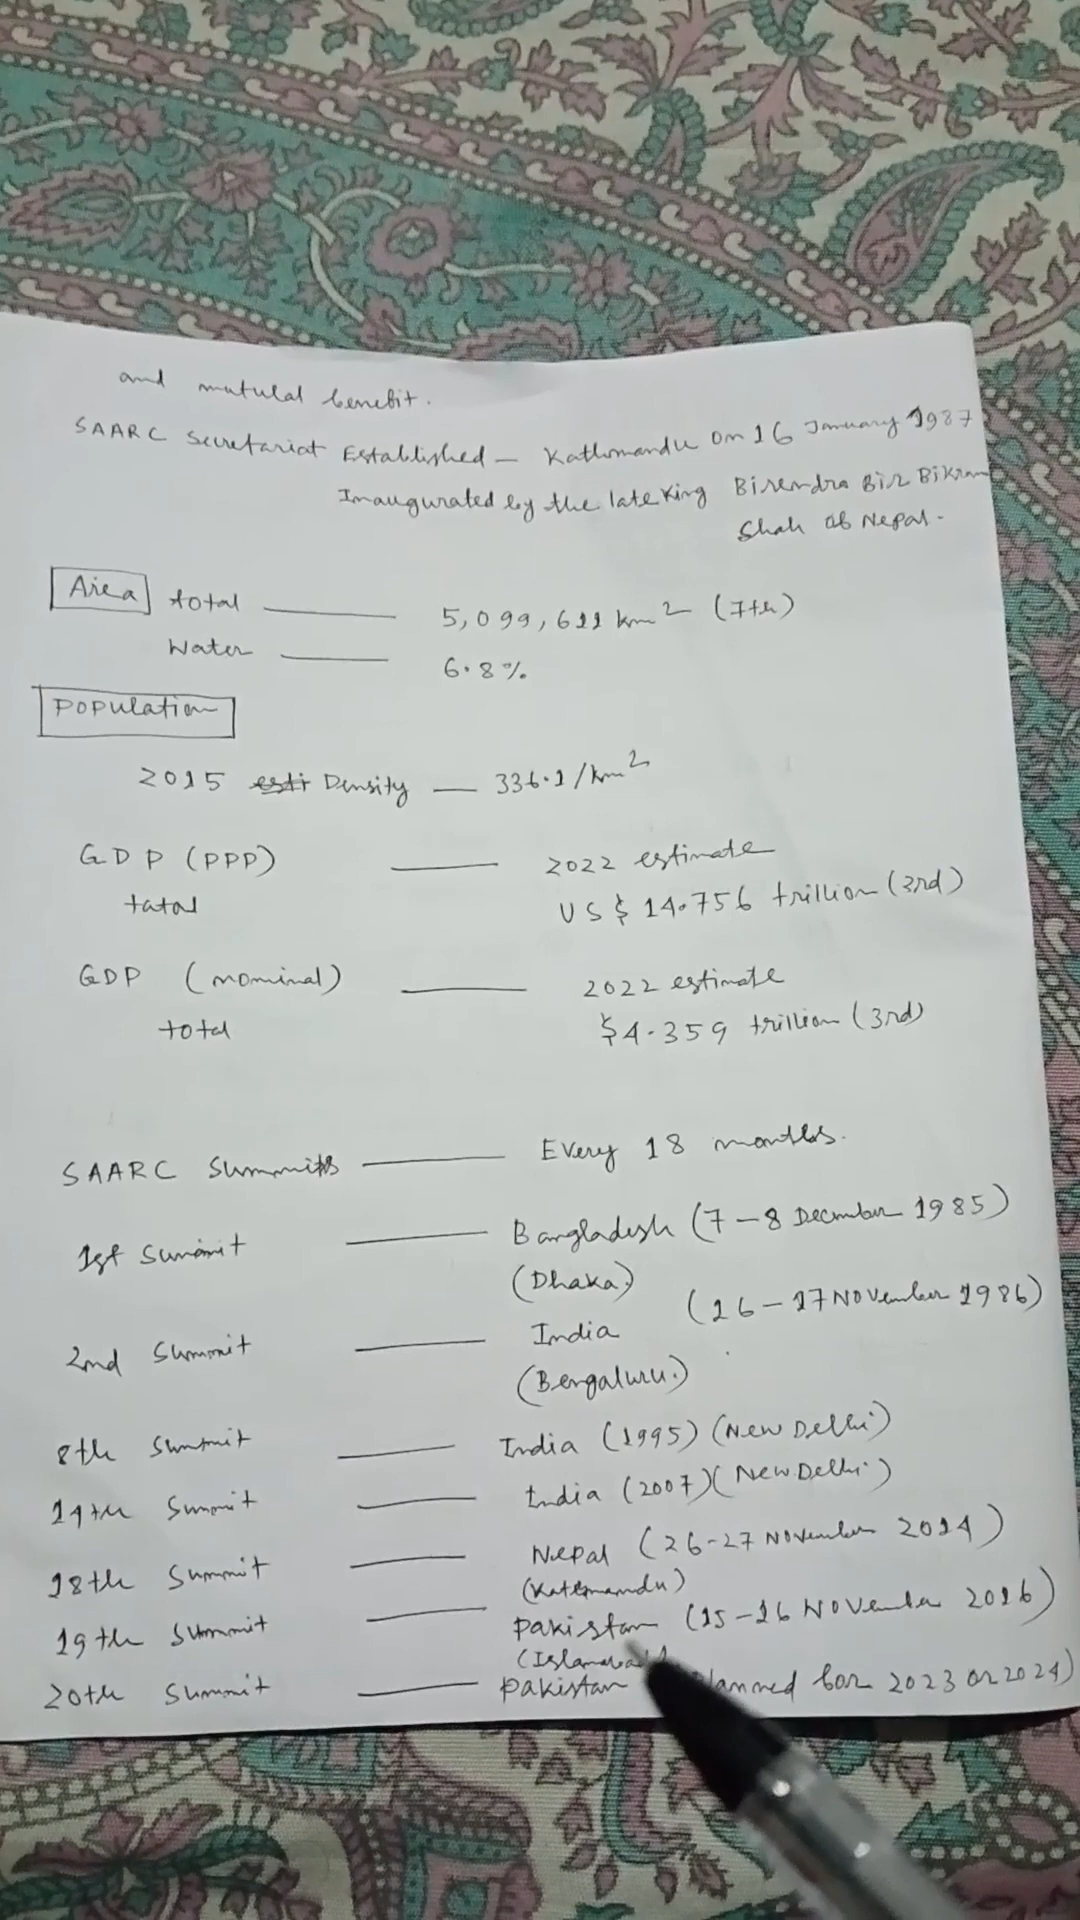 and mutulal benefit.
SAARC Secretariat Established — Kathmandu on 16 January 1987
Inaugurated by the late King Birendra Bir Bikram
Shah of Nepal.
Area total — 5,099,611 km2 (7th)
Water — 6.8%
Population
2015 Density — 336.1/km2
GDP (PPP) — 2022 estimate
total US $ 14.756 trillion (3rd)
GDP (nominal) — 2022 estimate
total $4.359 trillion (3rd)
SAARC Summits — Every 18 months.
1st Summit — Bangladesh (7-8 December 1985)
(Dhaka)
2nd Summit — India (16-17 November 1986)
(Bengaluru.)
8th Summit — India (1995) (New Delhi)
14th Summit — India (2007) (New Delhi)
18th Summit — Nepal (26-27 November 2014)
(Katmandu)
19th Summit — Pakistan (15-16 November 2016)
20th Summit — Pakistan for 2023 or 2024)